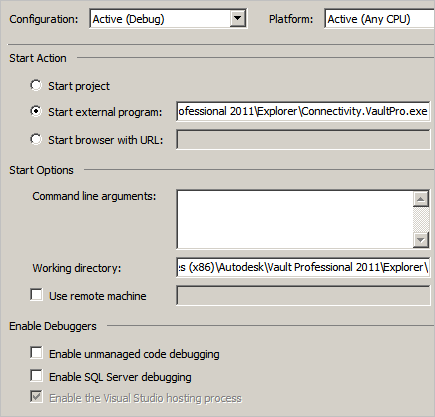 Configuration: Active (Debug) Platform: Active (Any CPU)
Start Action
Start project
Start external program: ofessional 2011\Explorer\Connectivity.VaultPro.exe
Start browser with URL:
Start Options
Command line arguments:
Working directory: es (x86)\Autodesk\Vault Professional 2011\Explorer\
Use remote machine
Enable Debuggers
Enable unmanaged code debugging
Enable SQL Server debugging
Enable the Visual Studio hosting process